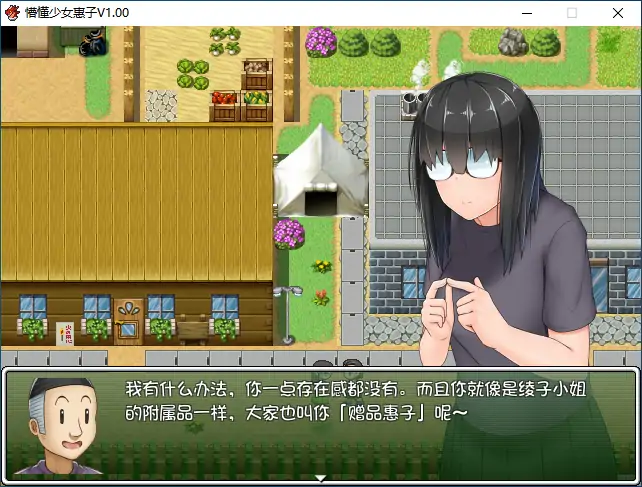 懵懂少女惠子V1.00
我有什么办法，你一点存在感都没有。而且你就像是绫子小姐
的附属品一样，大家也叫你「赠品惠子」呢～